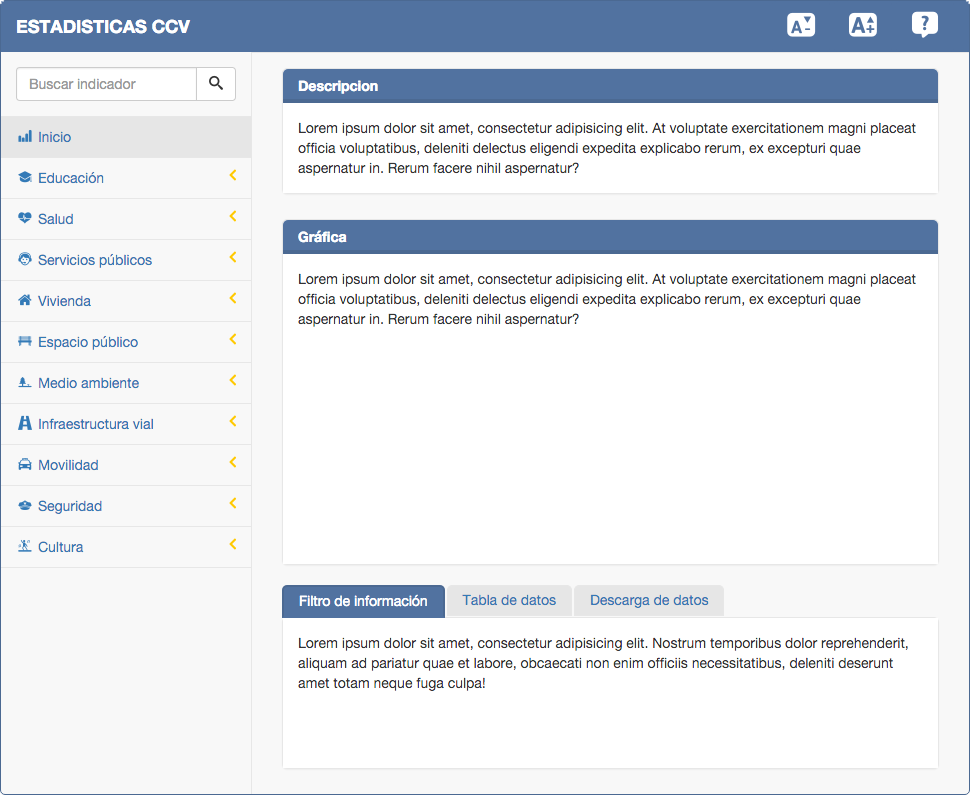 ESTADISTICAS CCV
A-
A+
?
Buscar indicador
Inicio
Educación
Salud
Servicios públicos
Vivienda
Espacio público
Medio ambiente
Infraestructura vial
Movilidad
Seguridad
Cultura
Descripcion
Lorem ipsum dolor sit amet, consectetur adipisicing elit. At voluptate exercitationem magni placeat
officia voluptatibus, deleniti delectus eligendi expedita explicabo rerum, ex excepturi quae
aspernatur in. Rerum facere nihil aspernatur?
Gráfica
Lorem ipsum dolor sit amet, consectetur adipisicing elit. At voluptate exercitationem magni placeat
officia voluptatibus, deleniti delectus eligendi expedita explicabo rerum, ex excepturi quae
aspernatur in. Rerum facere nihil aspernatur?
Filtro de información
Tabla de datos
Descarga de datos
Lorem ipsum dolor sit amet, consectetur adipisicing elit. Nostrum temporibus dolor reprehenderit,
aliquam ad pariatur quae et labore, obcaecati non enim officiis necessitatibus, deleniti deserunt
amet totam neque fuga culpa!